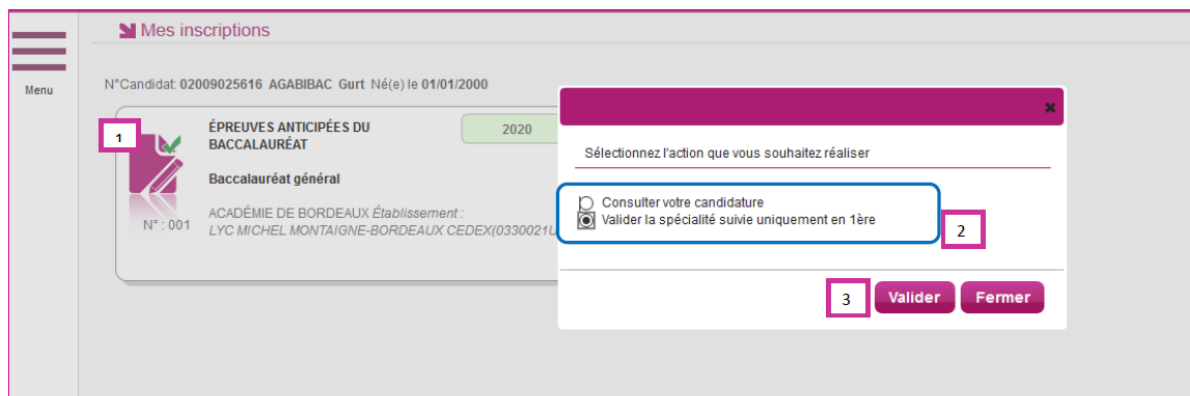 Mes inscriptions
Menu
N°Candidat: 02009025616 AGABIBAC Gurt Né(e) le 01/01/2000
1
ÉPREUVES ANTICIPÉES DU
BACCALAURÉAT
2020
Baccalauréat général
ACADÉMIE DE BORDEAUX Établissement :
N° : 001
LYC MICHEL MONTAIGNE-BORDEAUX CEDEX(0330021U
Sélectionnez l'action que vous souhaitez réaliser
Consulter votre candidature
Valider la spécialité suivie uniquement en 1ère
2
3
Valider
Fermer